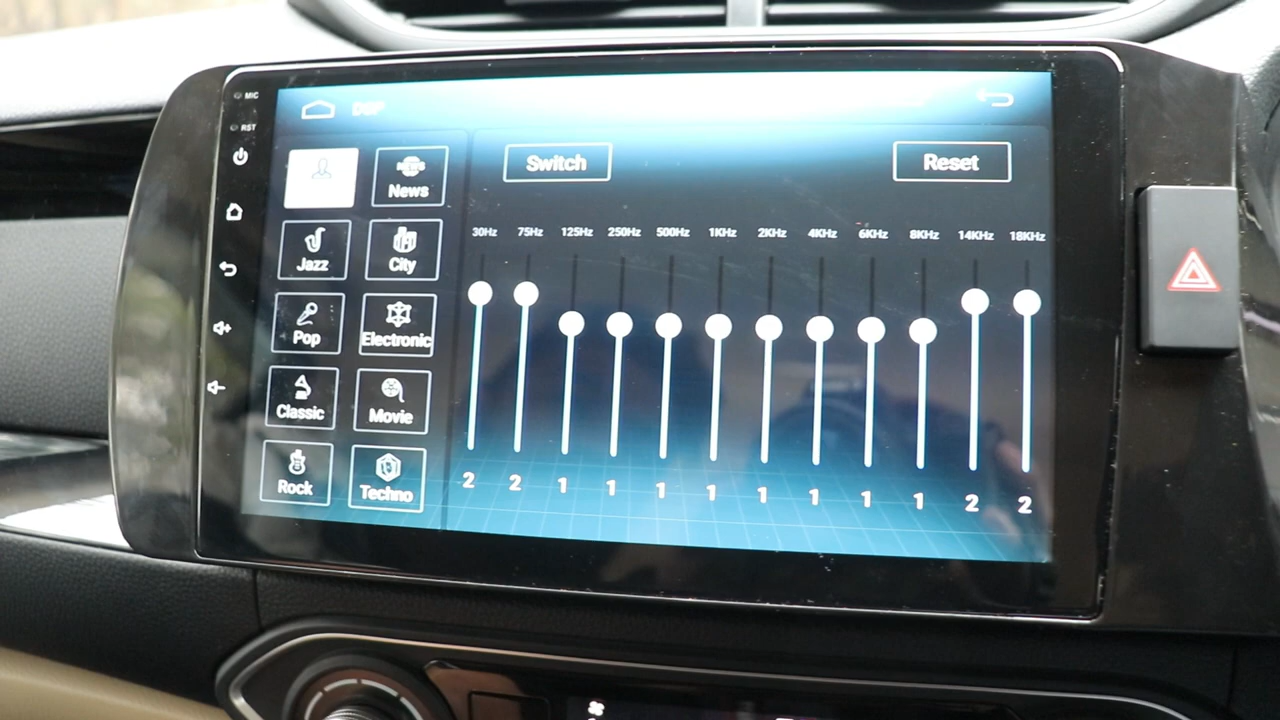 MIC
DSP
RST
Switch
Reset
NEWS
News
Jazz
City
Pop
Electronic
Classic
Movie
Rock
Techno
30Hz 75Hz 125Hz 250Hz 500Hz 1KHz 2KHz 4KHz 6KHz 8KHz 14KHz 18KHz
2 2 1 1 1 1 1 1 1 1 2 2